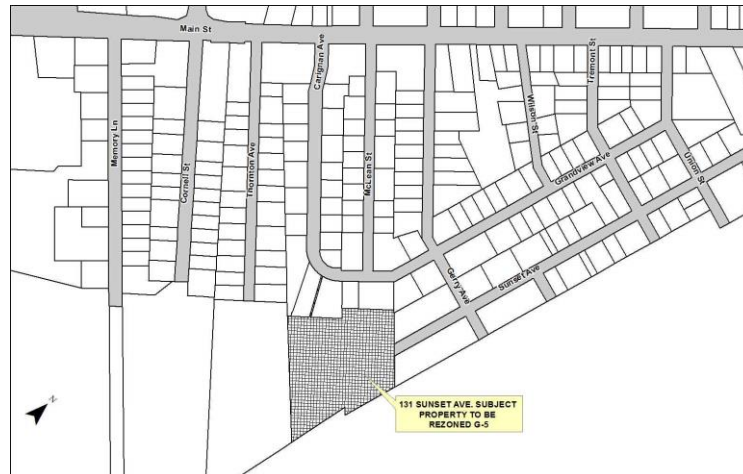 Main St
Carignan Ave
Memory Ln
Cornell St
Thornton Ave
McLean St
Wilson St
Tremont St
Grandview Ave
Union St
Gerry Ave
Sunset Ave
N
131 SUNSET AVE. SUBJECT
PROPERTY TO BE
REZONED G-5